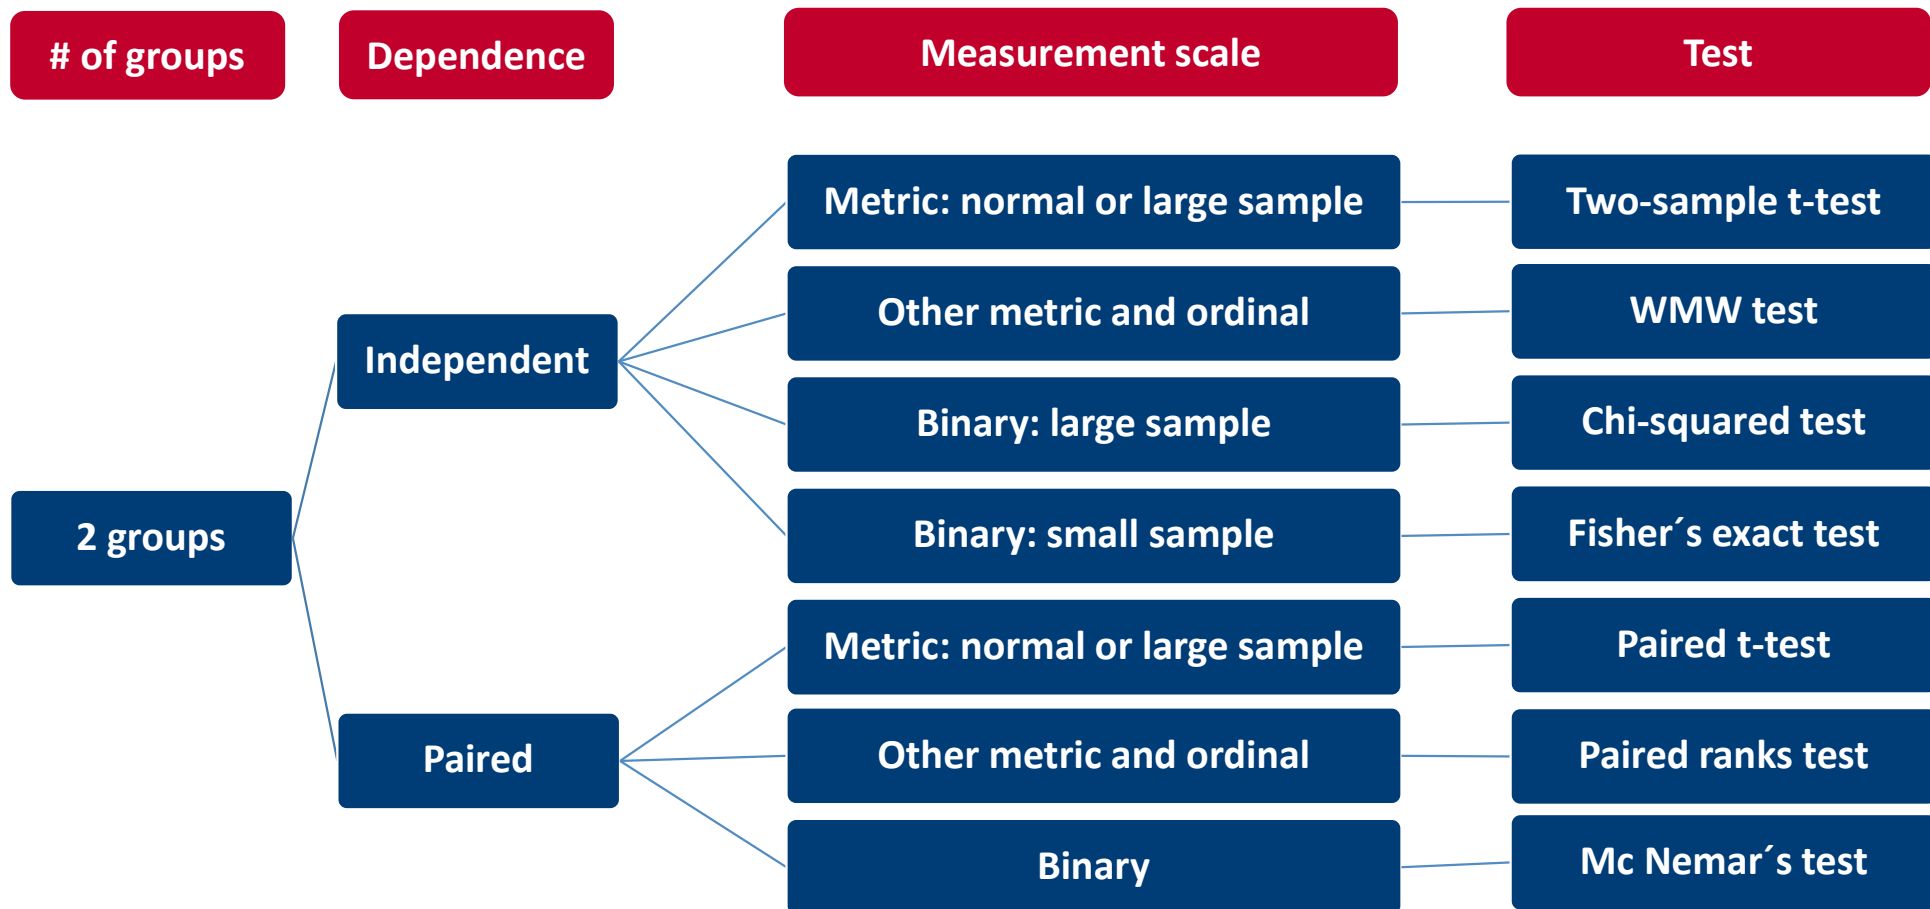 # of groups
Dependence
Measurement scale
Test
Metric: normal or large sample
Two-sample t-test
Other metric and ordinal
WMW test
Independent
Binary: large sample
Chi-squared test
2 groups
Binary: small sample
Fisher´s exact test
Metric: normal or large sample
Paired t-test
Paired
Other metric and ordinal
Paired ranks test
Binary
Mc Nemar´s test